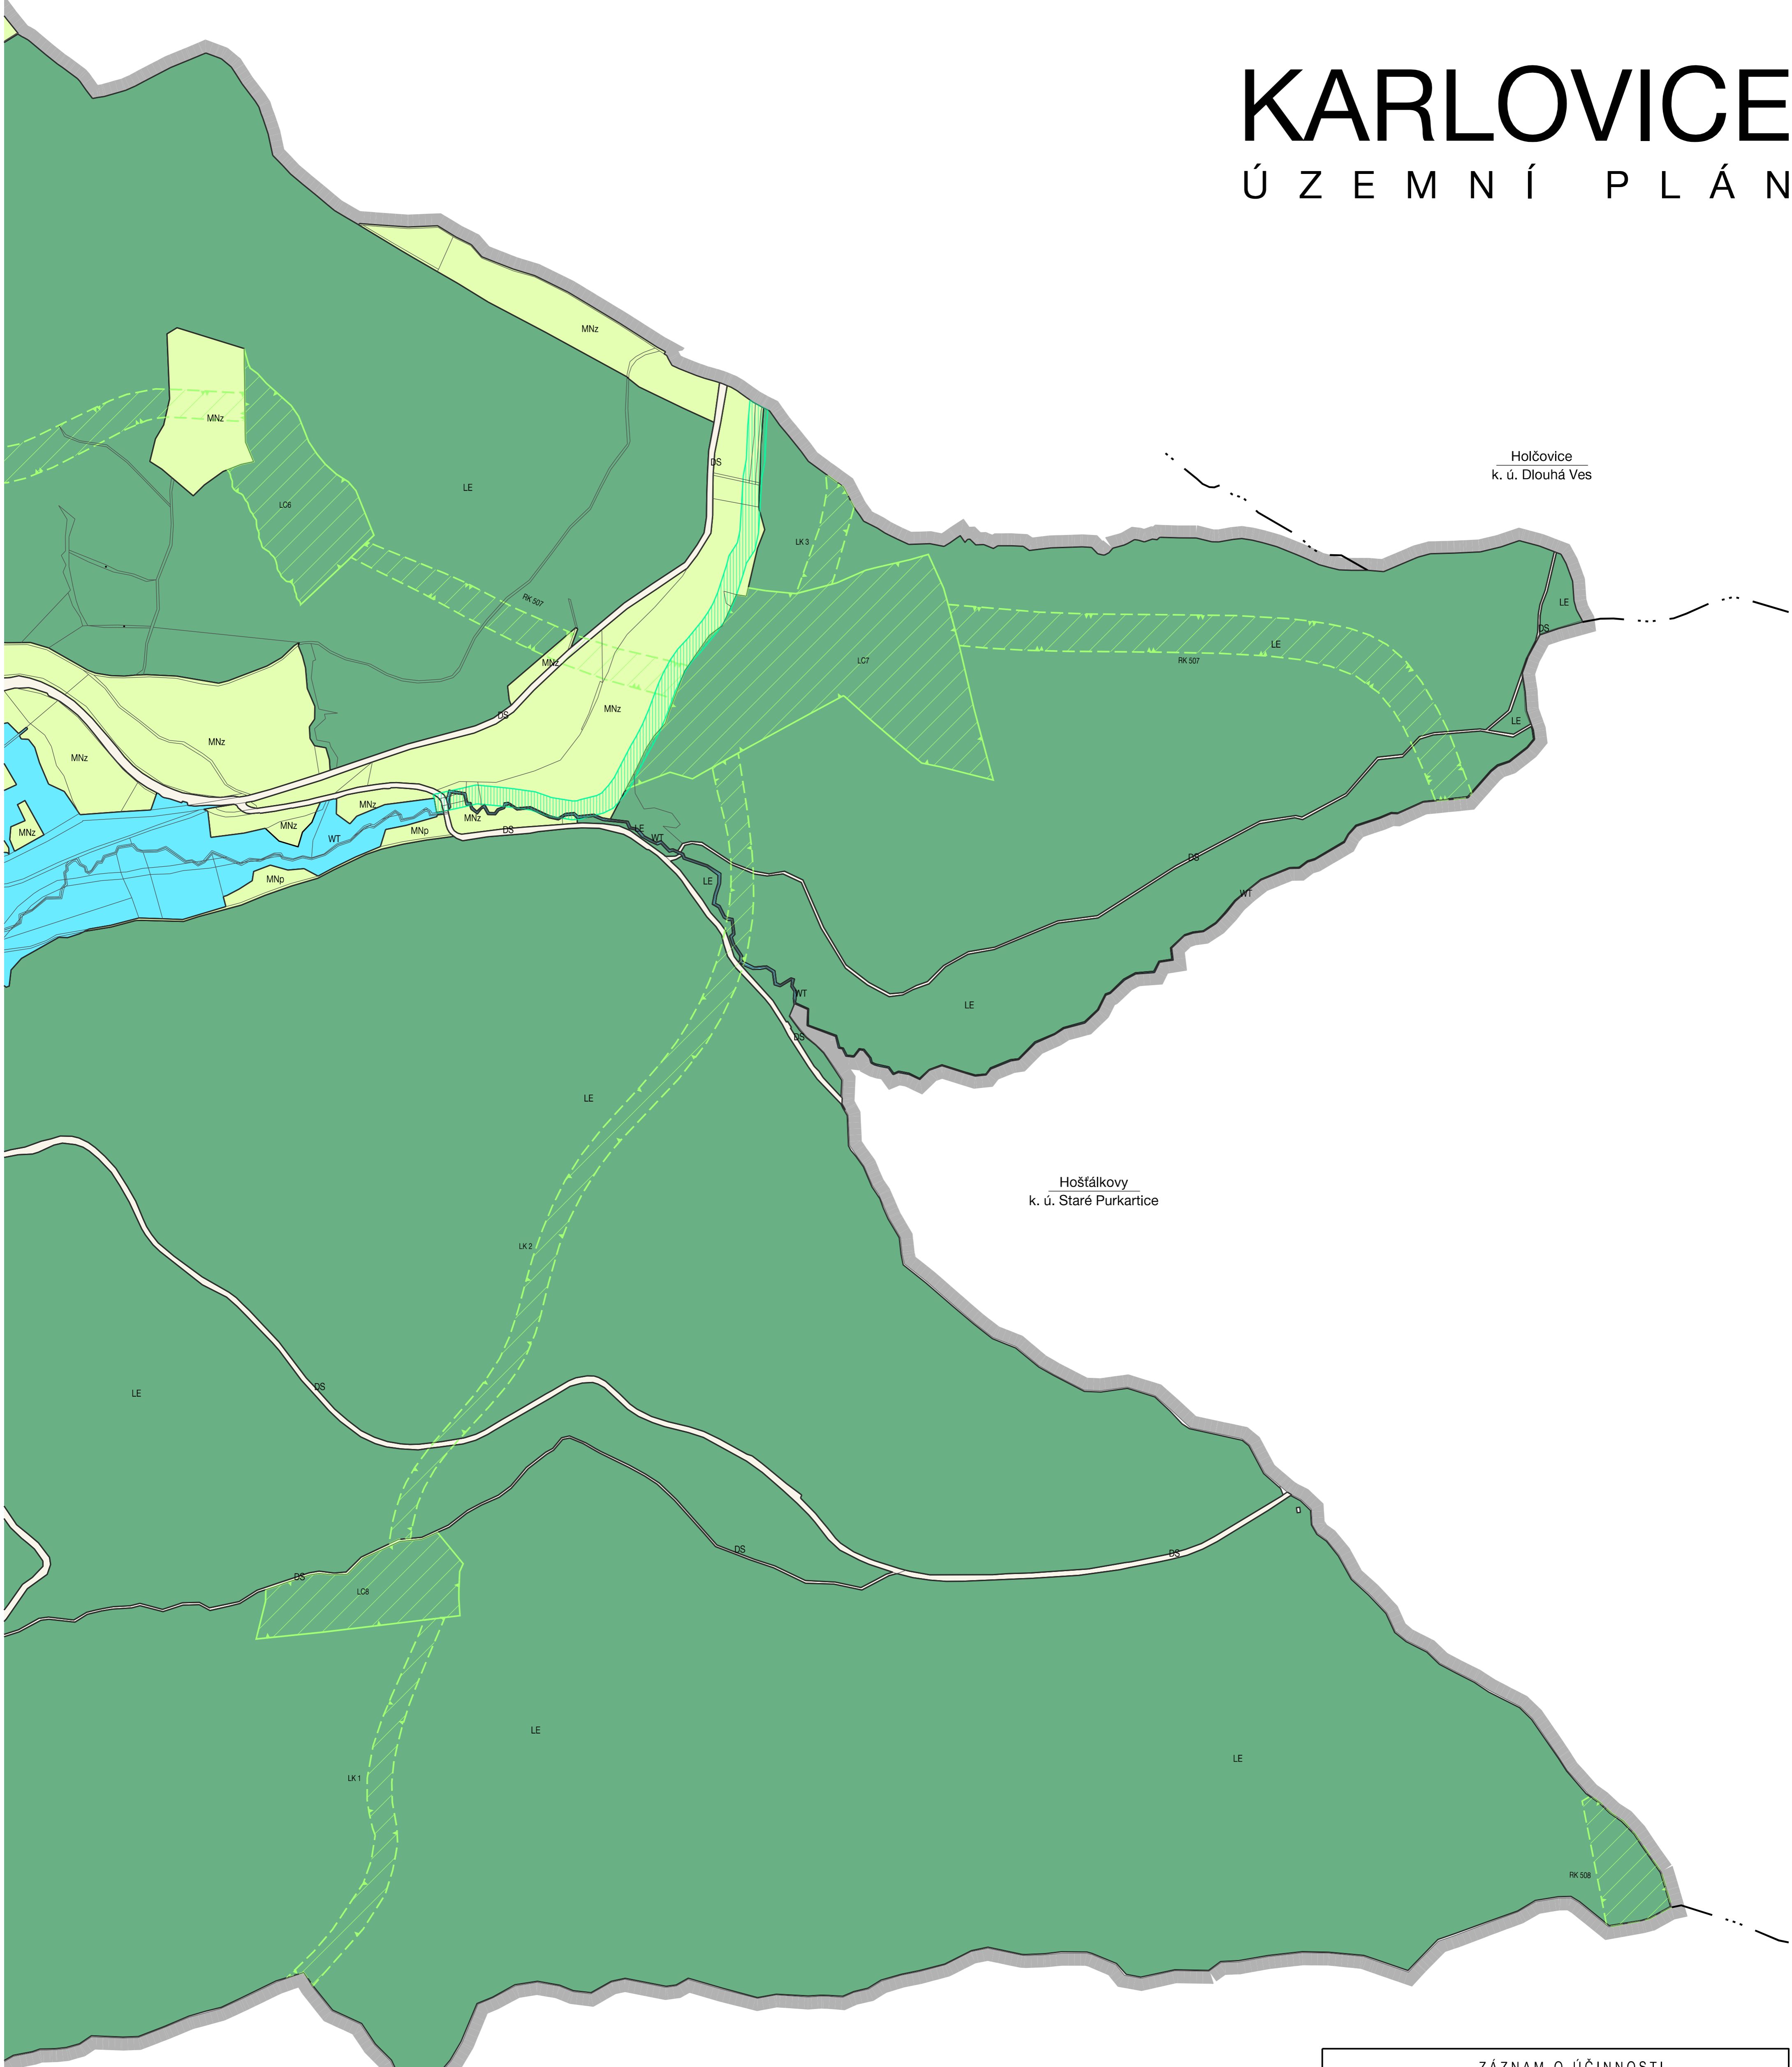 KARLOVICE
ÚZEMNÍ PLÁN
MNz
Holčovice
k. ú. Dlouhá Ves
MNz
DS
LE
LC6
LK 3
RK 507
LE
DS
LE
RK 507
LC7
MNz
MNz
DS
LE
MNz
MNz
MNz
MNz
MNz
MNz
MNp
DS
LE
WT
WT
DS
MNp
LE
WT
WT
LE
DS
LE
Hošťálkovy
k. ú. Staré Purkartice
LK 2
DS
LE
DS
DS
DS
LC8
LE
LE
LK 1
RK 508
ZÁZNAM O ÚČINNOSTI